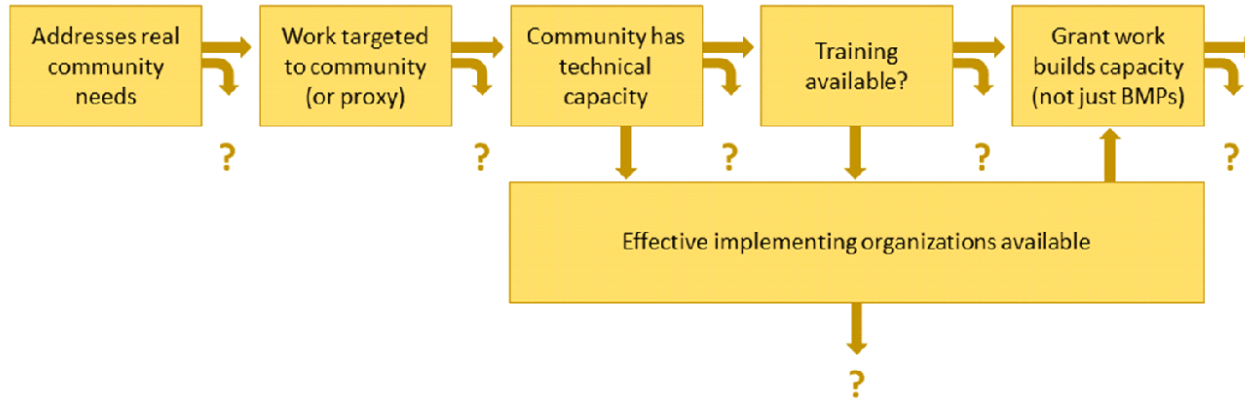 Addresses real
community
needs
Work targeted
to community
(or proxy)
Community has
technical
capacity
Training
available?
Grant work
builds capacity
(not just BMPs)
?
?
?
?
?
Effective implementing organizations available
?